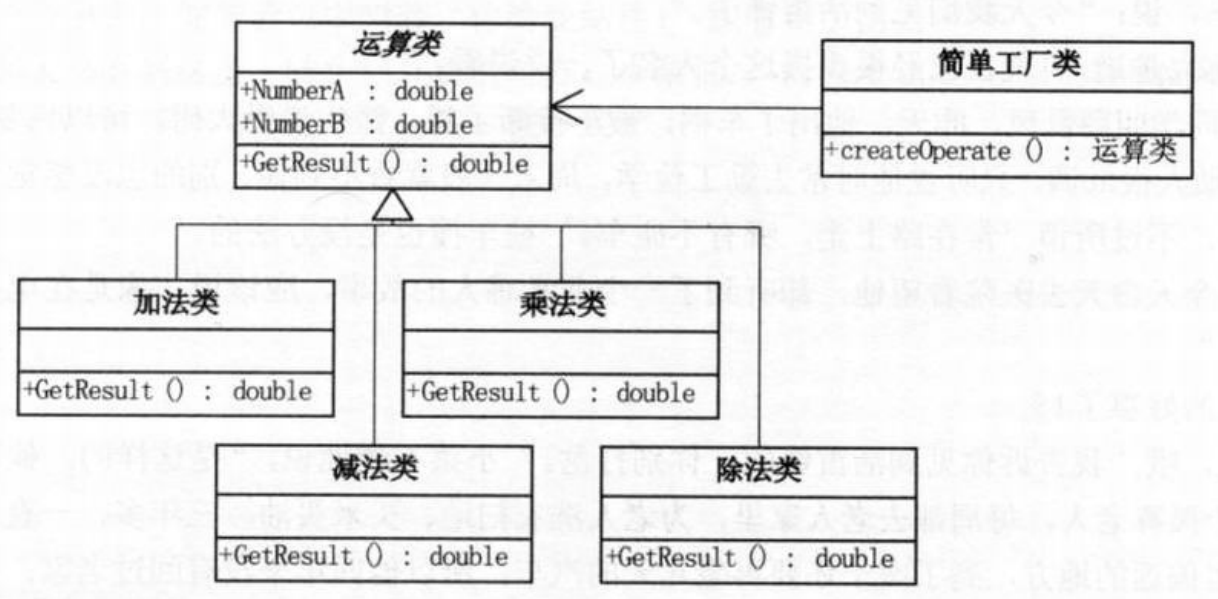 运算类
+NumberA : double
+NumberB : double
+GetResult () : double
简单工厂类
+createOperate () : 运算类
加法类
+GetResult () : double
乘法类
+GetResult () : double
减法类
+GetResult () : double
除法类
+GetResult () : double